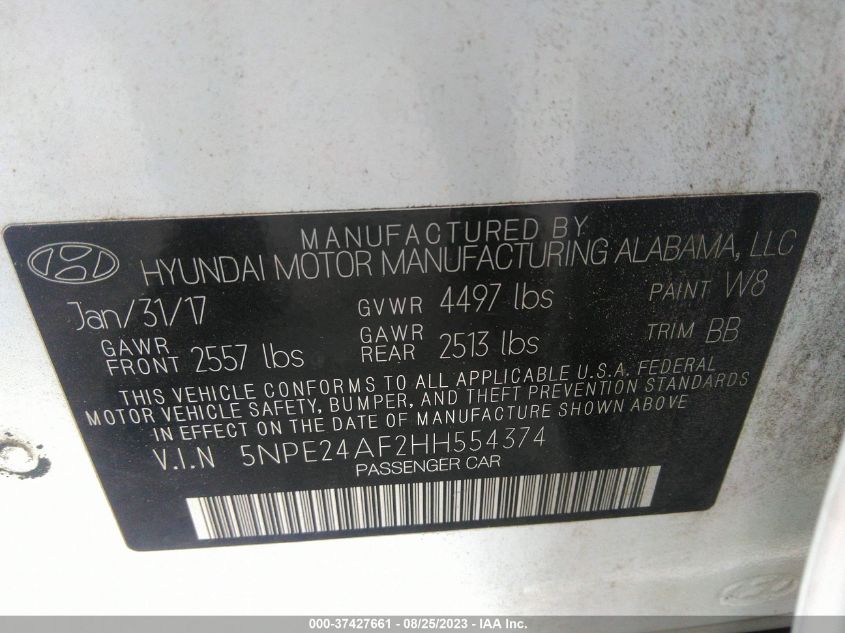 MANUFACTURED BY
HYUNDAI MOTOR MANUFACTURING ALABAMA, LLC
Jan/31/17 GVWR 4497 lbs PAINT W8
GAWR FRONT 2557 lbs GAWR REAR 2513 lbs TRIM BB
THIS VEHICLE CONFORMS TO ALL APPLICABLE U.S.A. FEDERAL
MOTOR VEHICLE SAFETY, BUMPER, AND THEFT PREVENTION STANDARDS
IN EFFECT ON THE DATE OF MANUFACTURE SHOWN ABOVE
V.I.N 5NPE24AF2HH554374
PASSENGER CAR
000-37427661 - 08/25/2023 - IAA Inc.